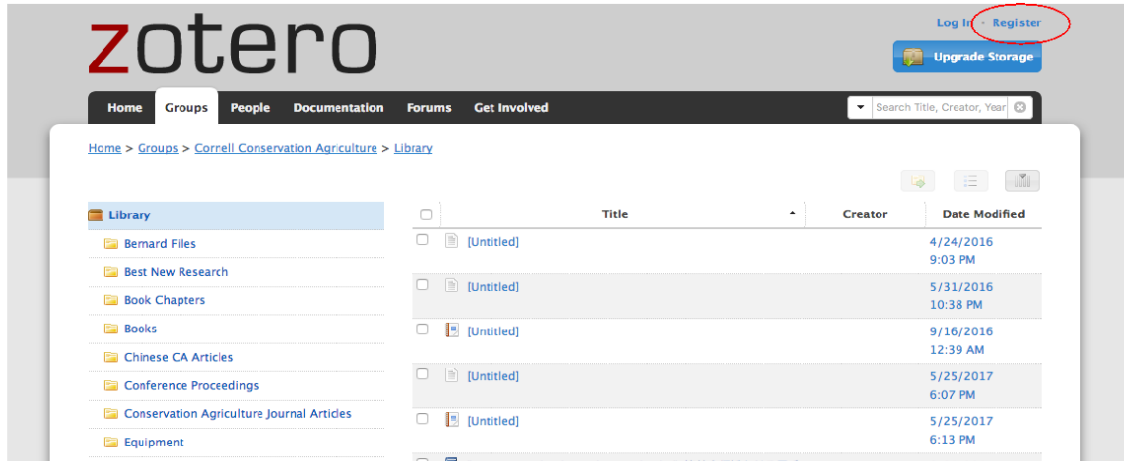 zotero
Log In · Register
Upgrade Storage
Home Groups People Documentation Forums Get Involved
Search Title, Creator, Year
Home > Groups > Cornell Conservation Agriculture > Library
Library
Bernard Files
Best New Research
Book Chapters
Books
Chinese CA Articles
Conference Proceedings
Conservation Agriculture Journal Articles
Equipment
Title Creator Date Modified
[Untitled] 4/24/2016
9:03 PM
[Untitled] 5/31/2016
10:38 PM
[Untitled] 9/16/2016
12:39 AM
[Untitled] 5/25/2017
6:07 PM
[Untitled] 5/25/2017
6:13 PM